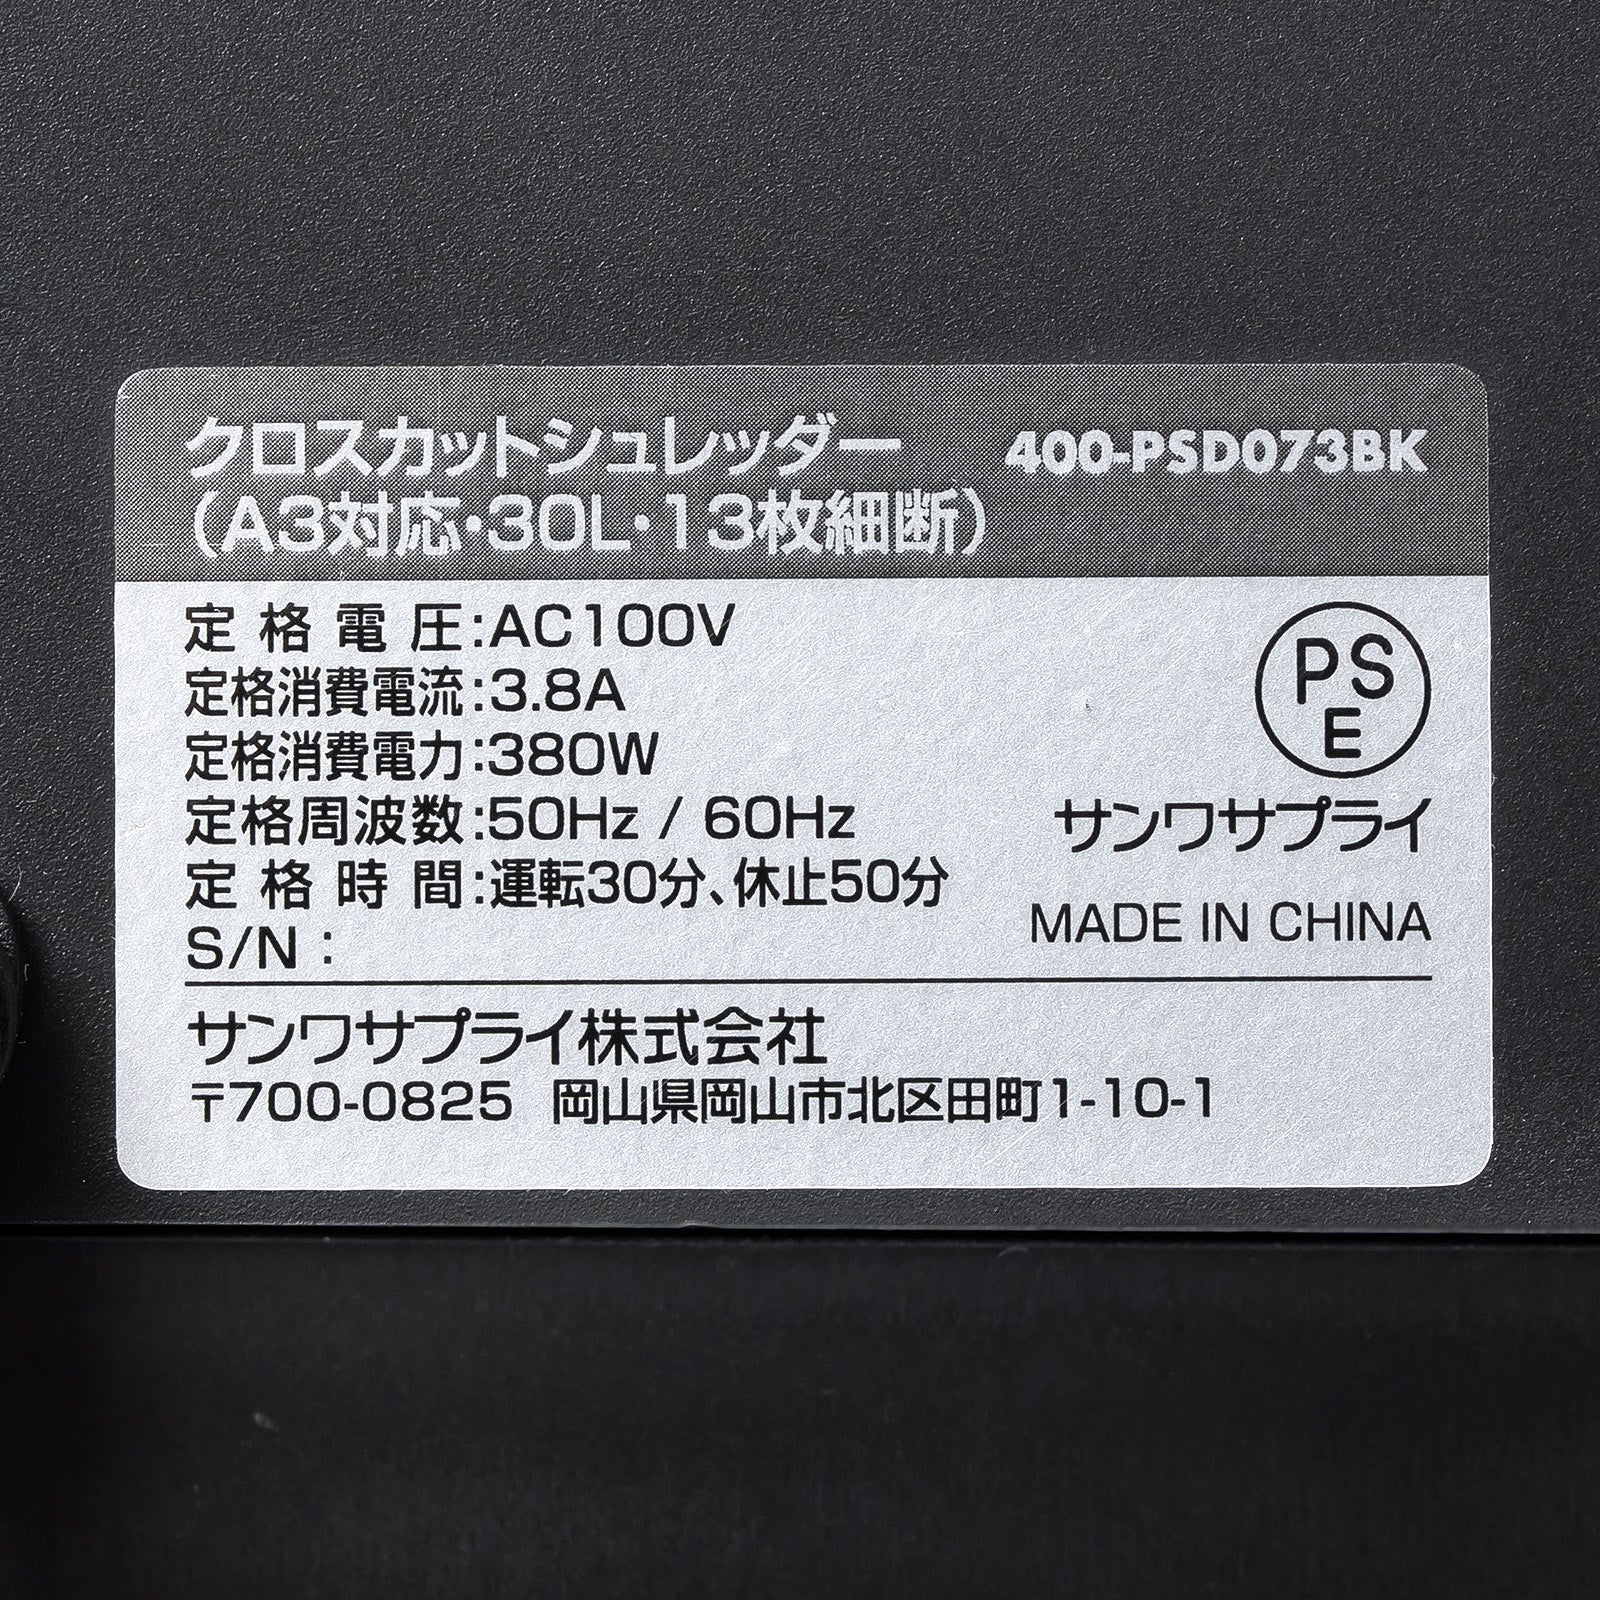 クロスカットシュレッダー 400-PSD073BK
(A3対応・30L・13枚細断)
定格電圧:AC100V
定格消費電流:3.8A
定格消費電力:380W
定格周波数:50Hz / 60Hz
定格時間:運転30分、休止50分
S/N :
PS
E
サンワサプライ
MADE IN CHINA
サンワサプライ株式会社
〒700-0825 岡山県岡山市北区田町1-10-1